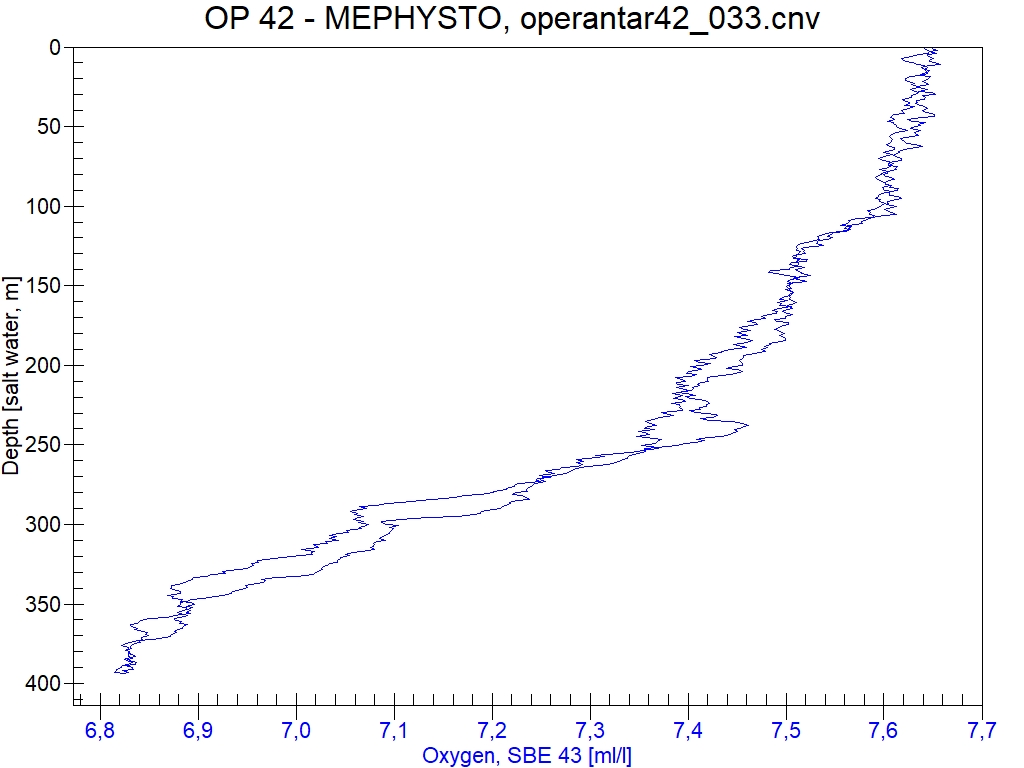 OP 42 - MEPHYSTO, operantar42_033.cnv
0
50
100
150
200
250
300
350
400
Depth [salt water, m]
6,8 6,9 7,0 7,1 7,2 7,3 7,4 7,5 7,6 7,7
Oxygen, SBE 43 [ml/l]